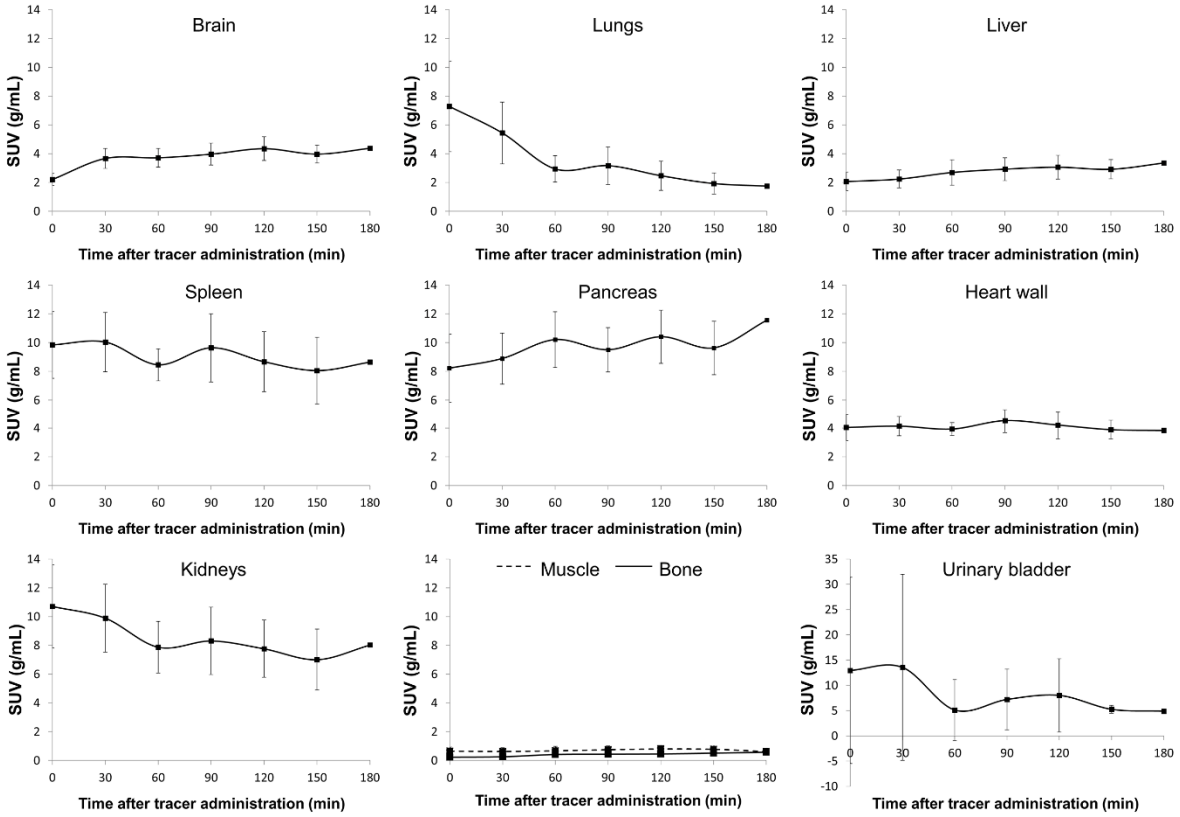 Brain
SUV (g/mL)
14
12
10
8
6
4
2
0
0 30 60 90 120 150 180
Time after tracer administration (min)
Lungs
SUV (g/mL)
14
12
10
8
6
4
2
0
0 30 60 90 120 150 180
Time after tracer administration (min)
Liver
SUV (g/mL)
14
12
10
8
6
4
2
0
0 30 60 90 120 150 180
Time after tracer administration (min)
Spleen
SUV (g/mL)
14
12
10
8
6
4
2
0
0 30 60 90 120 150 180
Time after tracer administration (min)
Pancreas
SUV (g/mL)
14
12
10
8
6
4
2
0
0 30 60 90 120 150 180
Time after tracer administration (min)
Heart wall
SUV (g/mL)
14
12
10
8
6
4
2
0
0 30 60 90 120 150 180
Time after tracer administration (min)
Kidneys
SUV (g/mL)
14
12
10
8
6
4
2
0
0 30 60 90 120 150 180
Time after tracer administration (min)
Muscle Bone
SUV (g/mL)
14
12
10
8
6
4
2
0
0 30 60 90 120 150 180
Time after tracer administration (min)
Urinary bladder
SUV (g/mL)
35
30
25
20
15
10
5
0
-5
-10
0 30 60 90 120 150 180
Time after tracer administration (min)